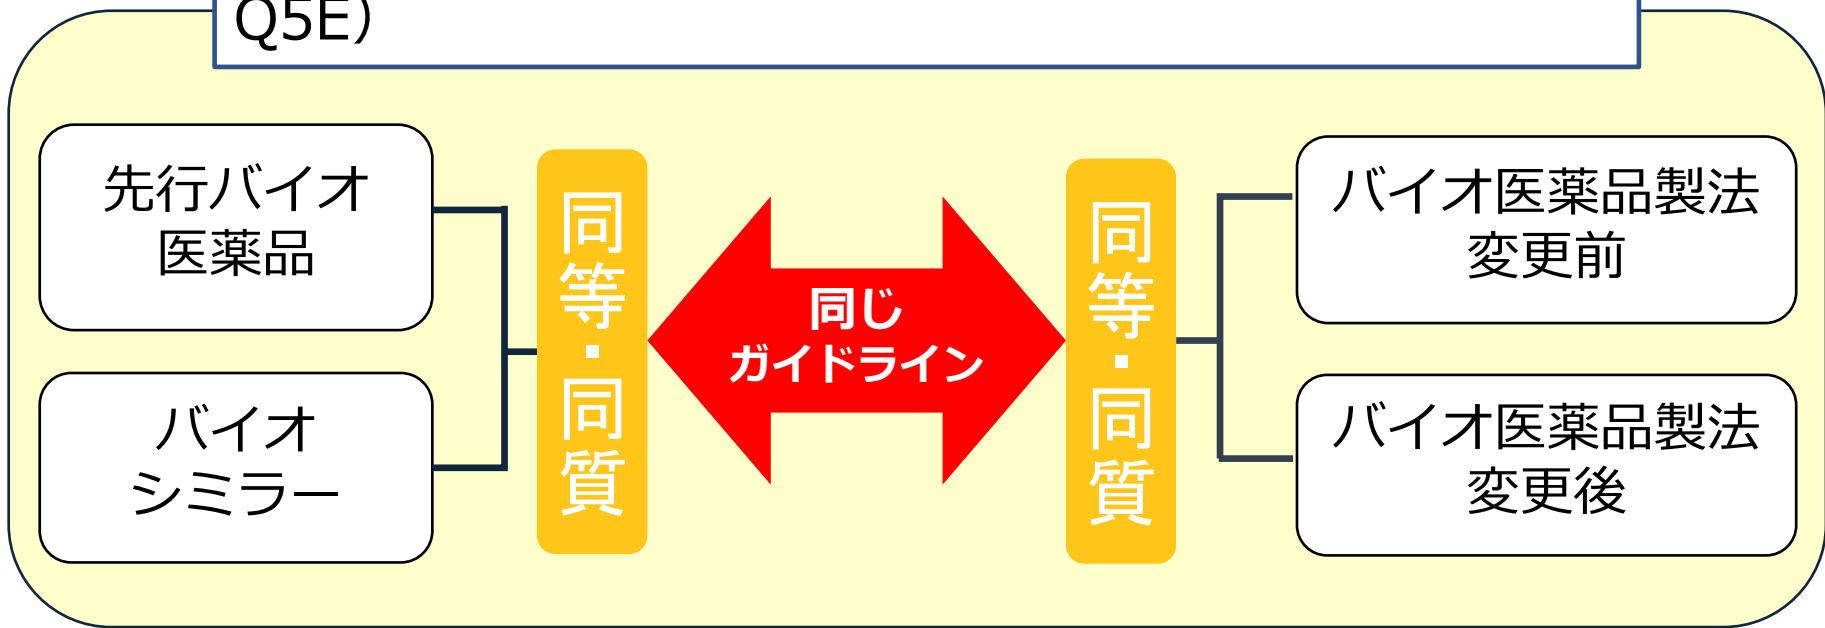 Q5E）
先行バイオ
医薬品
バイオ
シミラー
同等・同質
同じ
ガイドライン
同等・同質
バイオ医薬品製法
変更前
バイオ医薬品製法
変更後